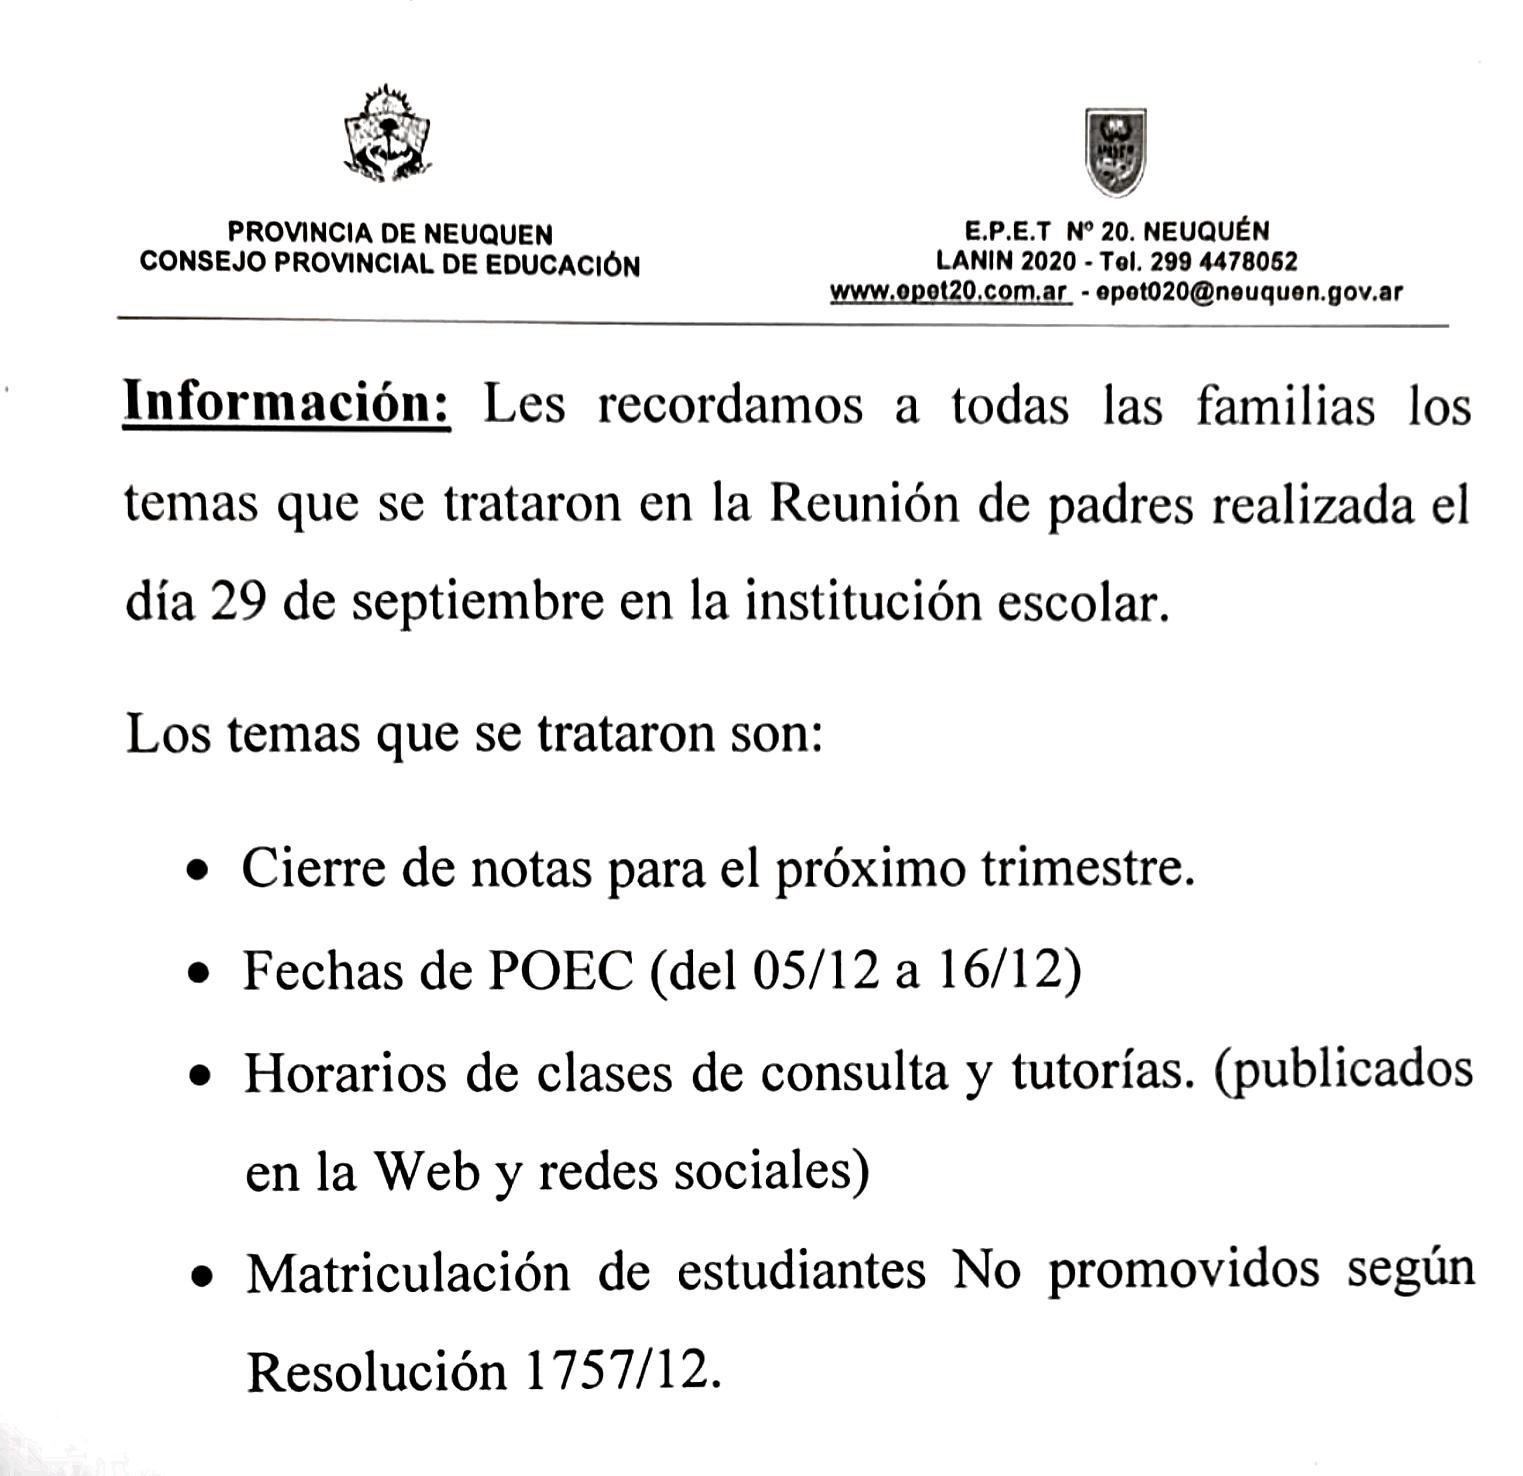 PROVINCIA DE NEUQUEN
CONSEJO PROVINCIAL DE EDUCACIÓN
E.P.E.T Nº 20. NEUQUÉN
LANIN 2020 - Tel. 299 4478052
www.epet20.com.ar - epet020@neuquen.gov.ar
Información: Les recordamos a todas las familias los
temas que se trataron en la Reunión de padres realizada el
día 29 de septiembre en la institución escolar.
Los temas que se trataron son:
• Cierre de notas para el próximo trimestre.
• Fechas de POEC (del 05/12 a 16/12)
• Horarios de clases de consulta y tutorías. (publicados
en la Web y redes sociales)
• Matriculación de estudiantes No promovidos según
Resolución 1757/12.